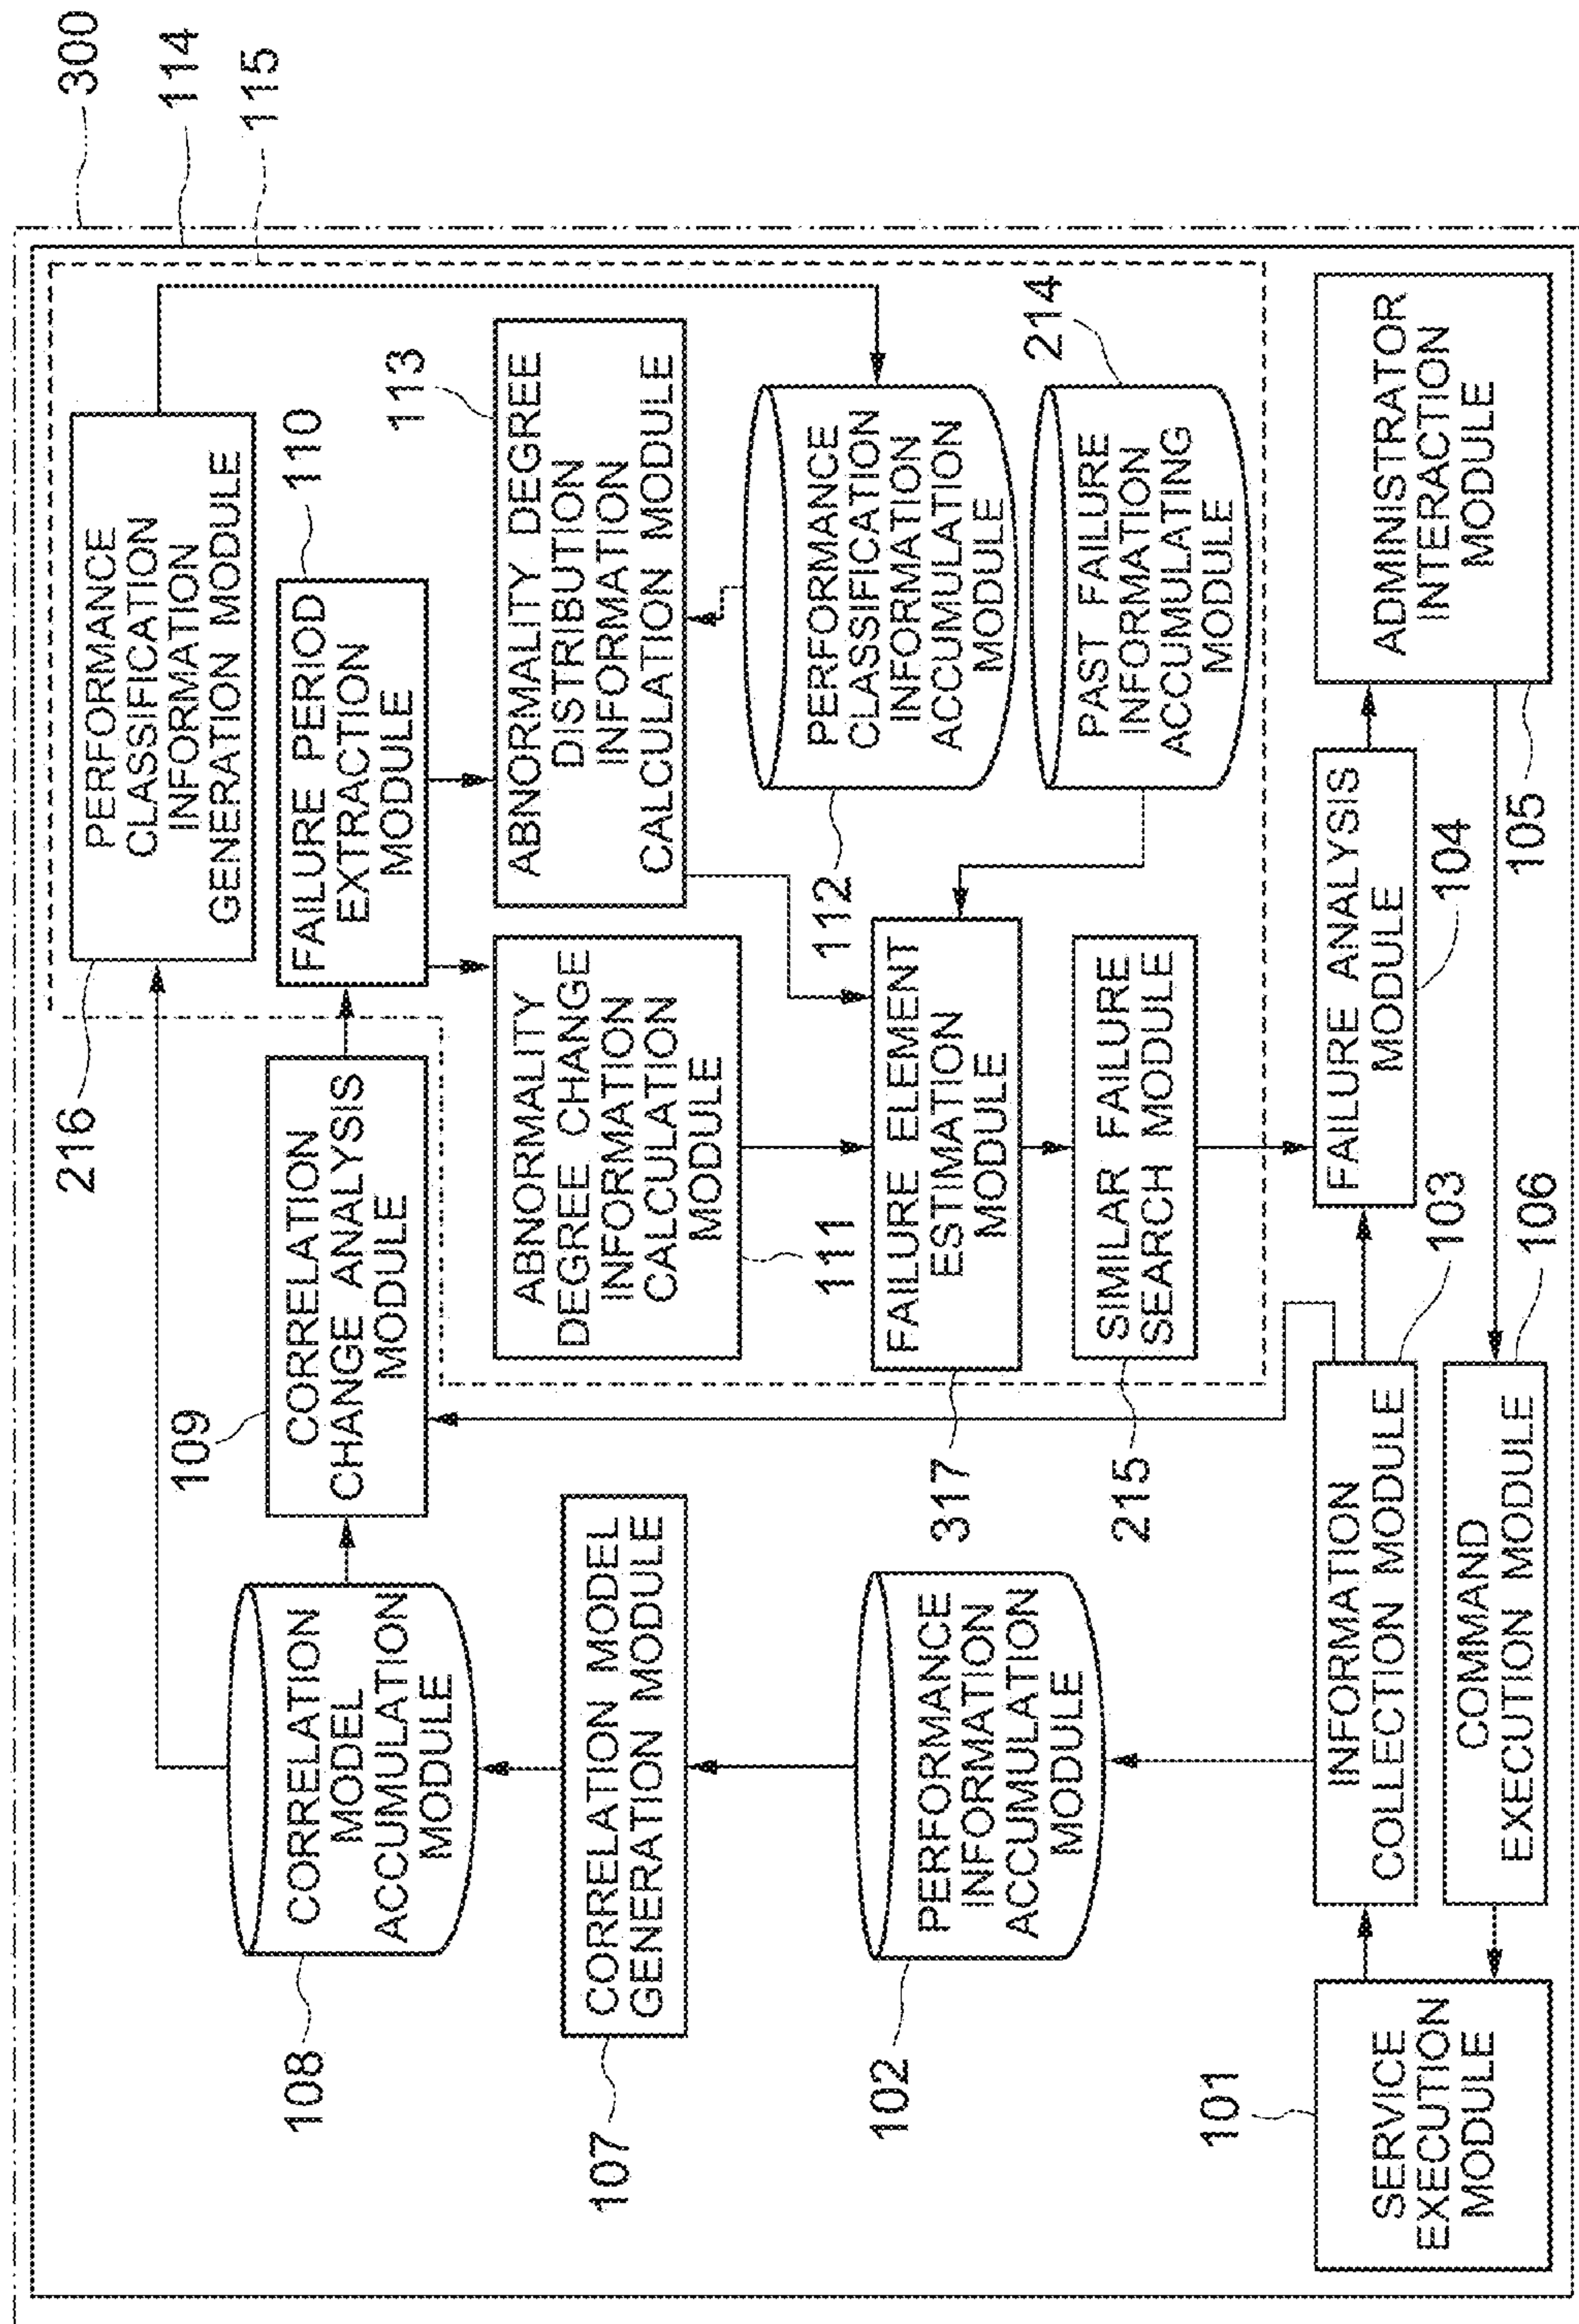 300
114
115
216
PERFORMANCE
CLASSIFICATION
INFORMATION
GENERATION MODULE
108
CORRELATION
MODEL
ACCUMULATION
MODULE
109
CORRELATION
CHANGE ANALYSIS
MODULE
FAILURE PERIOD
EXTRACTION
MODULE
110
107
CORRELATION MODEL
GENERATION MODULE
ABNORMALITY
DEGREE CHANGE
INFORMATION
CALCULATION
MODULE
111
ABNORMALITY DEGREE
DISTRIBUTION
INFORMATION
CALCULATION MODULE
113
102
PERFORMANCE
INFORMATION
ACCUMULATION
MODULE
317
FAILURE ELEMENT
ESTIMATION
MODULE
112
PERFORMANCE
CLASSIFICATION
INFORMATION
ACCUMULATION
MODULE
215
SIMILAR FAILURE
SEARCH MODULE
PAST FAILURE
INFORMATION
ACCUMULATING
MODULE
214
101
SERVICE
EXECUTION
MODULE
INFORMATION
COLLECTION MODULE
103
FAILURE ANALYSIS
MODULE
104
ADMINISTRATOR
INTERACTION
MODULE
105
COMMAND
EXECUTION MODULE
106